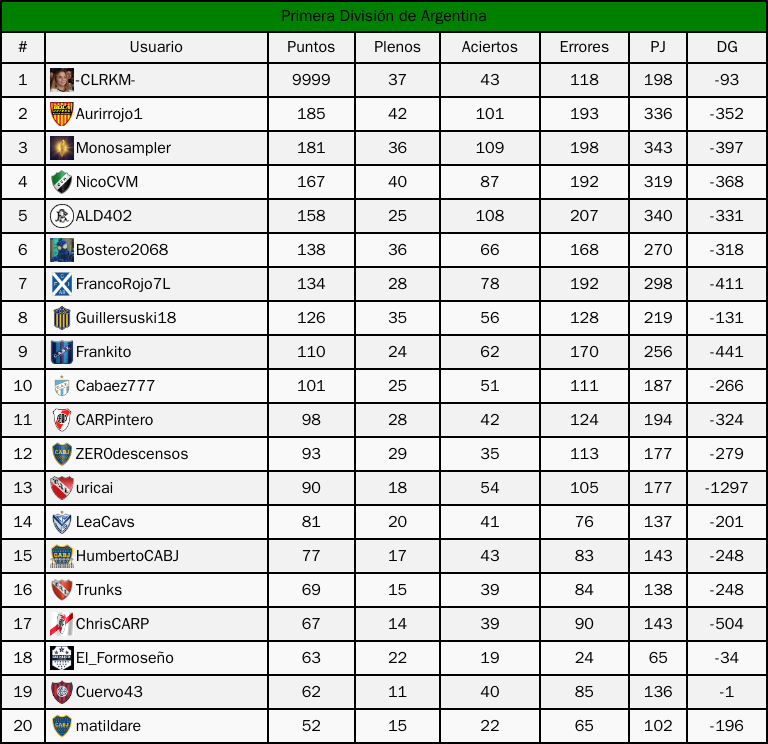 Primera División de Argentina
# Usuario Puntos Plenos Aciertos Errores PJ DG
1 -CLRKM- 9999 37 43 118 198 -93
2 Aurirrojo1 185 42 101 193 336 -352
3 Monosampler 181 36 109 198 343 -397
4 NicoCVM 167 40 87 192 319 -368
5 ALD402 158 25 108 207 340 -331
6 Bostero2068 138 36 66 168 270 -318
7 FrancoRojo7L 134 28 78 192 298 -411
8 Guillersuski18 126 35 56 128 219 -131
9 Frankito 110 24 62 170 256 -441
10 Cabaez777 101 25 51 111 187 -266
11 CARPintero 98 28 42 124 194 -324
12 ZER0descensos 93 29 35 113 177 -279
13 uricai 90 18 54 105 177 -1297
14 LeaCavs 81 20 41 76 137 -201
15 HumbertoCABJ 77 17 43 83 143 -248
16 Trunks 69 15 39 84 138 -248
17 ChrisCARP 67 14 39 90 143 -504
18 El_Formoseño 63 22 19 24 65 -34
19 Cuervo43 62 11 40 85 136 -1
20 matildare 52 15 22 65 102 -196